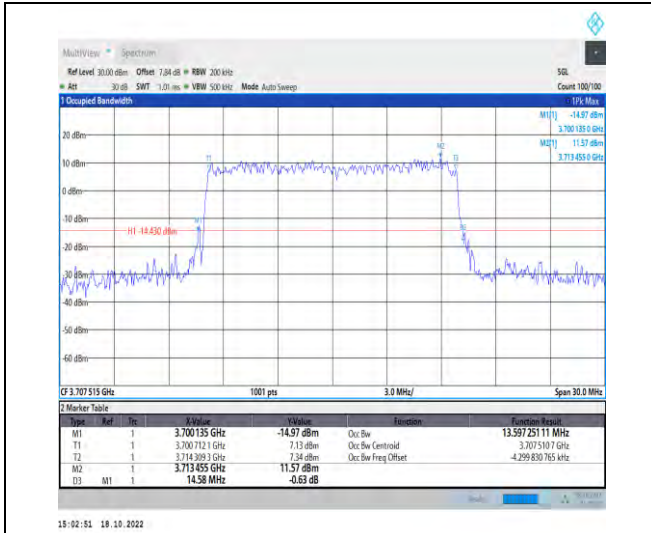 MultiView Spectrum
Ref Level 30.00 dBm Offset 7.84 dB RBW 200 kHz SGL
Att 30 dB SWT 1.01 ms VBW 500 kHz Mode Auto Sweep Count 100/100
1 Occupied Bandwidth 1Pk Max
M1[1] -14.97 dBm
3.700 135 0 GHz
M2[1] 11.57 dBm
3.713 455 0 GHz
20 dBm
M2
T1
10 dBm
0 dBm
-10 dBm
M1
H1 -14.430 dBm
-30 dBm
-40 dBm
-50 dBm
-60 dBm
CF 3.707 515 GHz 1001 pts 3.0 MHz/ Span 30.0 MHz
2 Marker Table
Type Ref Trc X-Value Y-Value Function Function Result
M1 1 3.700135 GHz -14.97 dBm Occ Bw 13.597 251 11 MHz
T1 1 3.700 712 1 GHz 7.13 dBm Occ Bw Centroid 3.707 510 7 GHz
T2 1 3.714 309 3 GHz 7.34 dBm Occ Bw Freq Offset -4.299 830 765 kHz
M2 1 3.713 455 GHz 11.57 dBm
D3 M1 1 14.58 MHz -0.63 dB
15:02:51 18.10.2022